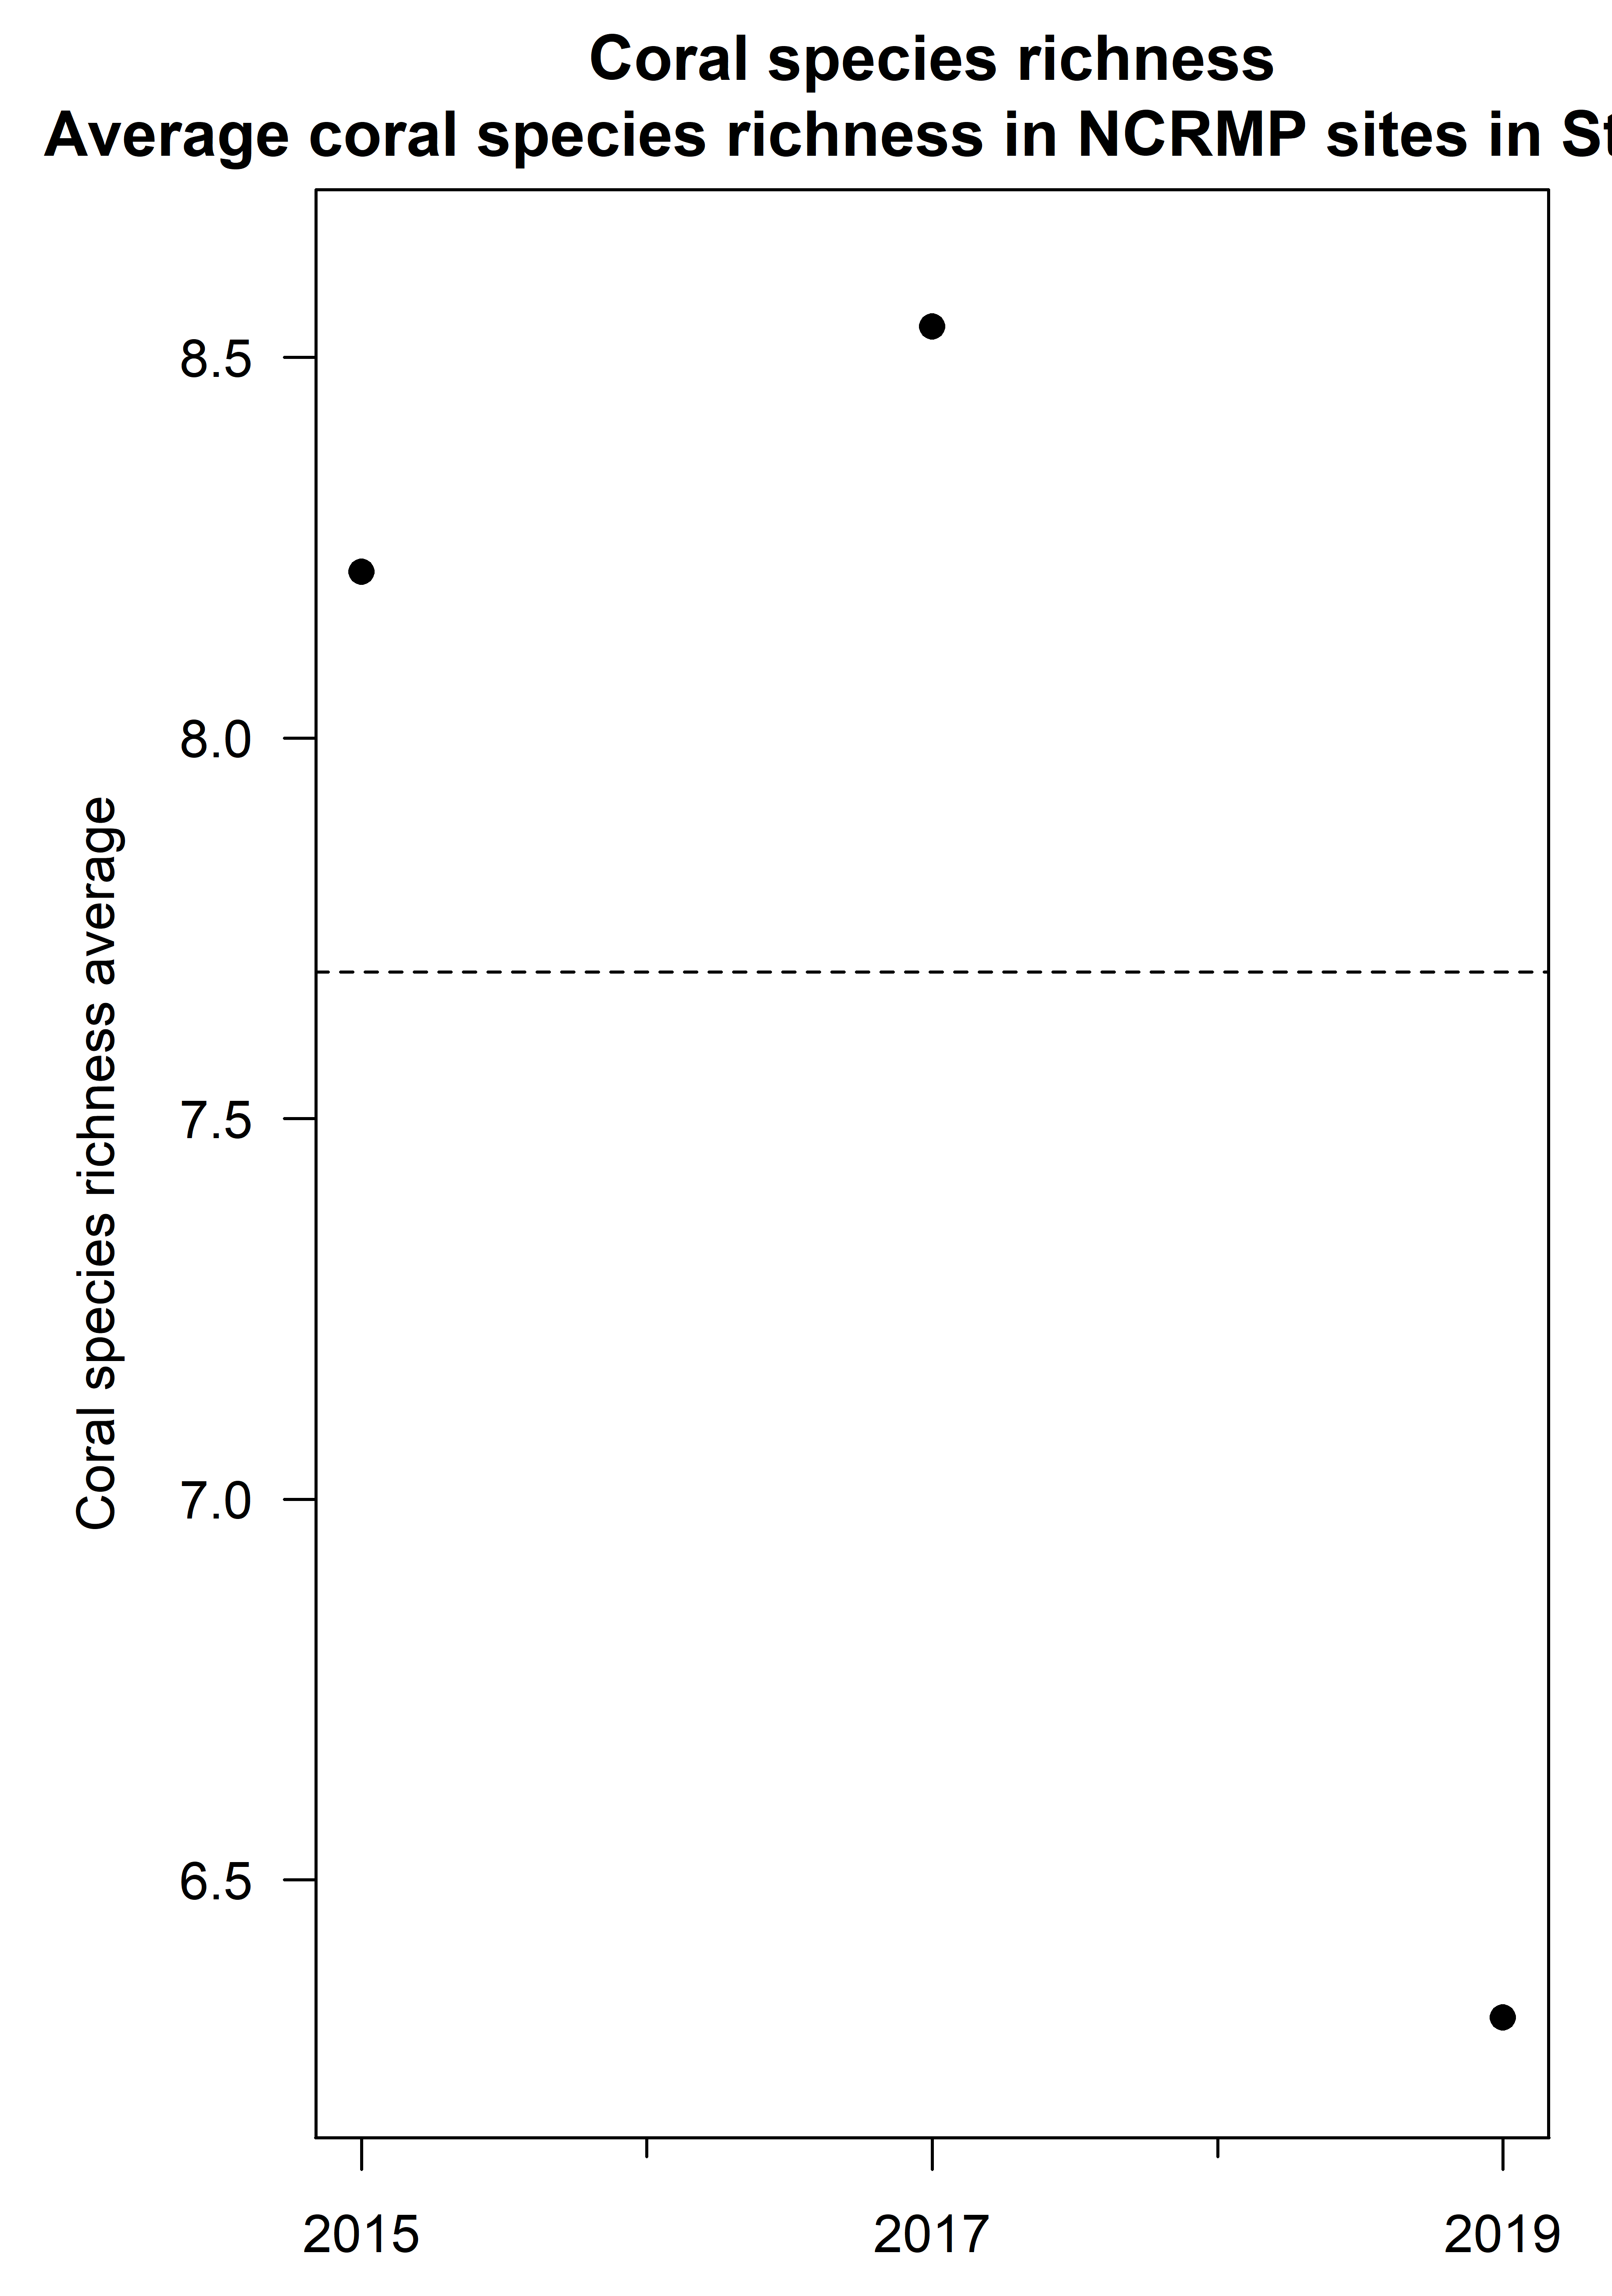 Coral species richness
Average coral species richness in NCRMP sites in St
8.5
8.0
7.5
7.0
6.5
Coral species richness average
2015 2017 2019